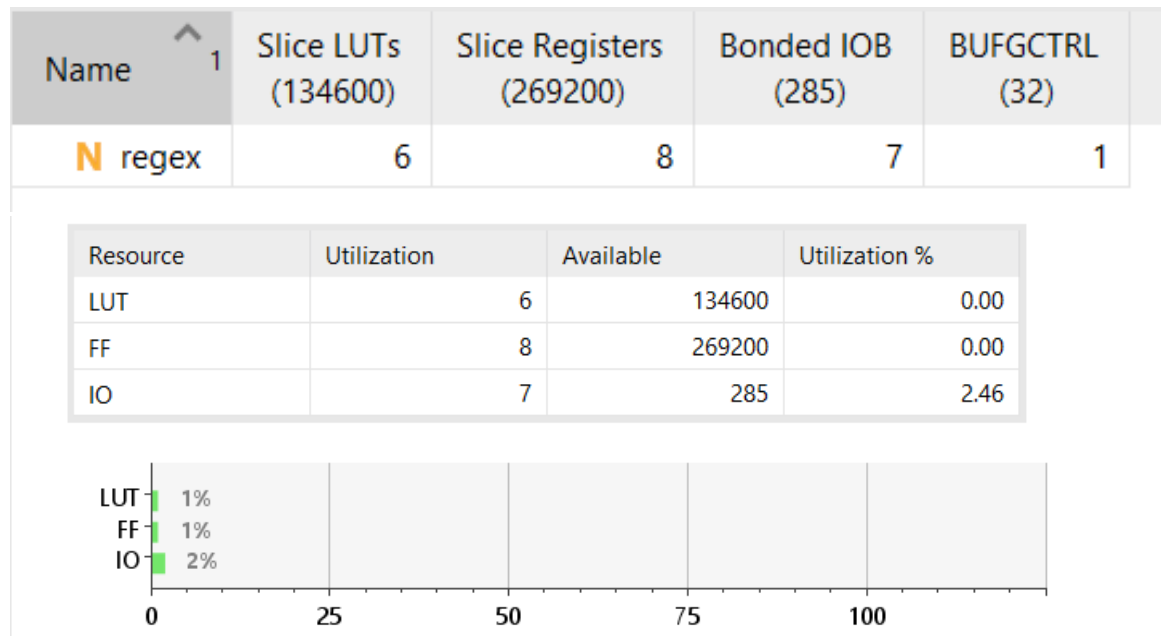 Name 1 Slice LUTs (134600) Slice Registers (269200) Bonded IOB (285) BUFGCTRL (32)
N regex 6 8 7 1
Resource Utilization Available Utilization %
LUT 6 134600 0.00
FF 8 269200 0.00
IO 7 285 2.46
LUT 1%
FF 1%
IO 2%
0 25 50 75 100